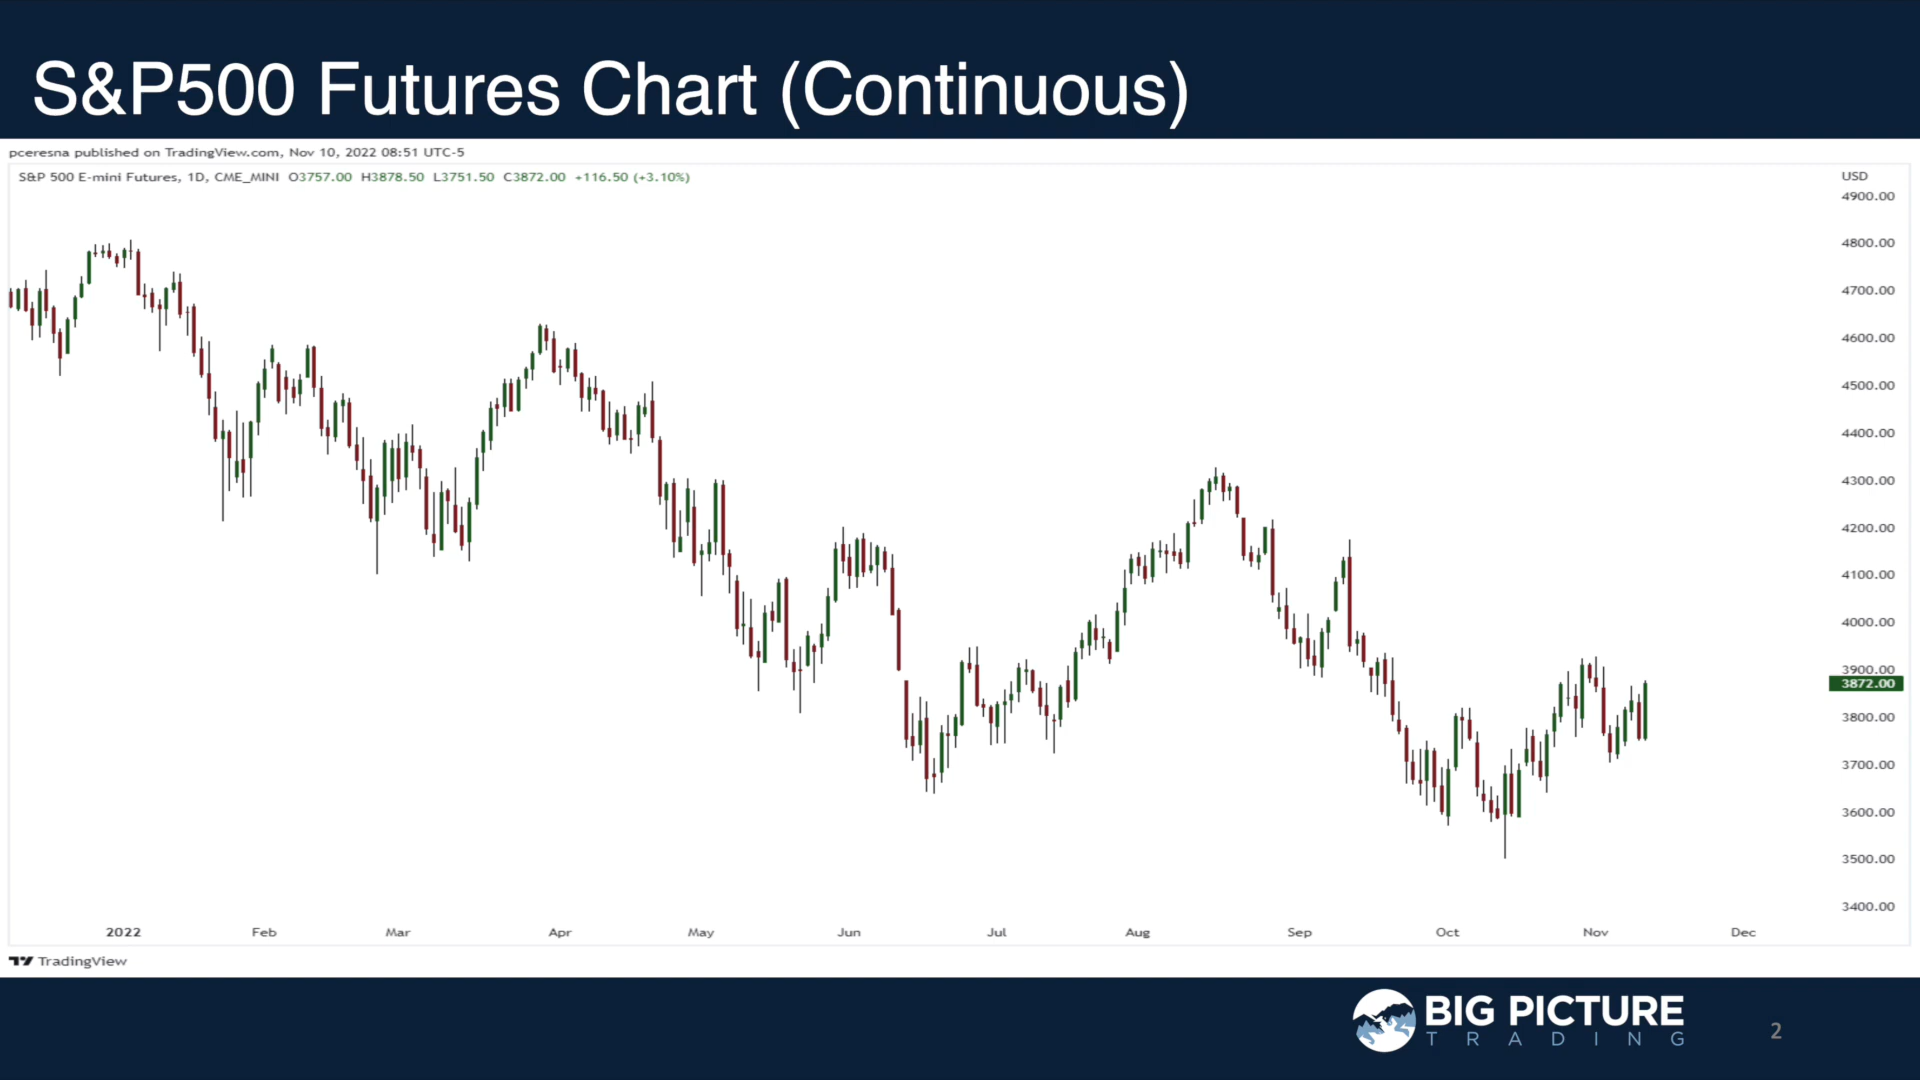 S&P500 Futures Chart (Continuous)
pceresna published on TradingView.com, Nov 10, 2022 08:51 UTC-5
S&P 500 E-mini Futures, 1D, CME_MINI O3757.00 H3878.50 L3751.50 C3872.00 +116.50 (+3.10%)
USD
4900.00
4800.00
4700.00
4600.00
4500.00
4400.00
4300.00
4200.00
4100.00
4000.00
3900.00
3872.00
3800.00
3700.00
3600.00
3500.00
3400.00
2022 Feb Mar Apr May Jun Jul Aug Sep Oct Nov Dec
TradingView
BIG PICTURE
TRADING
2